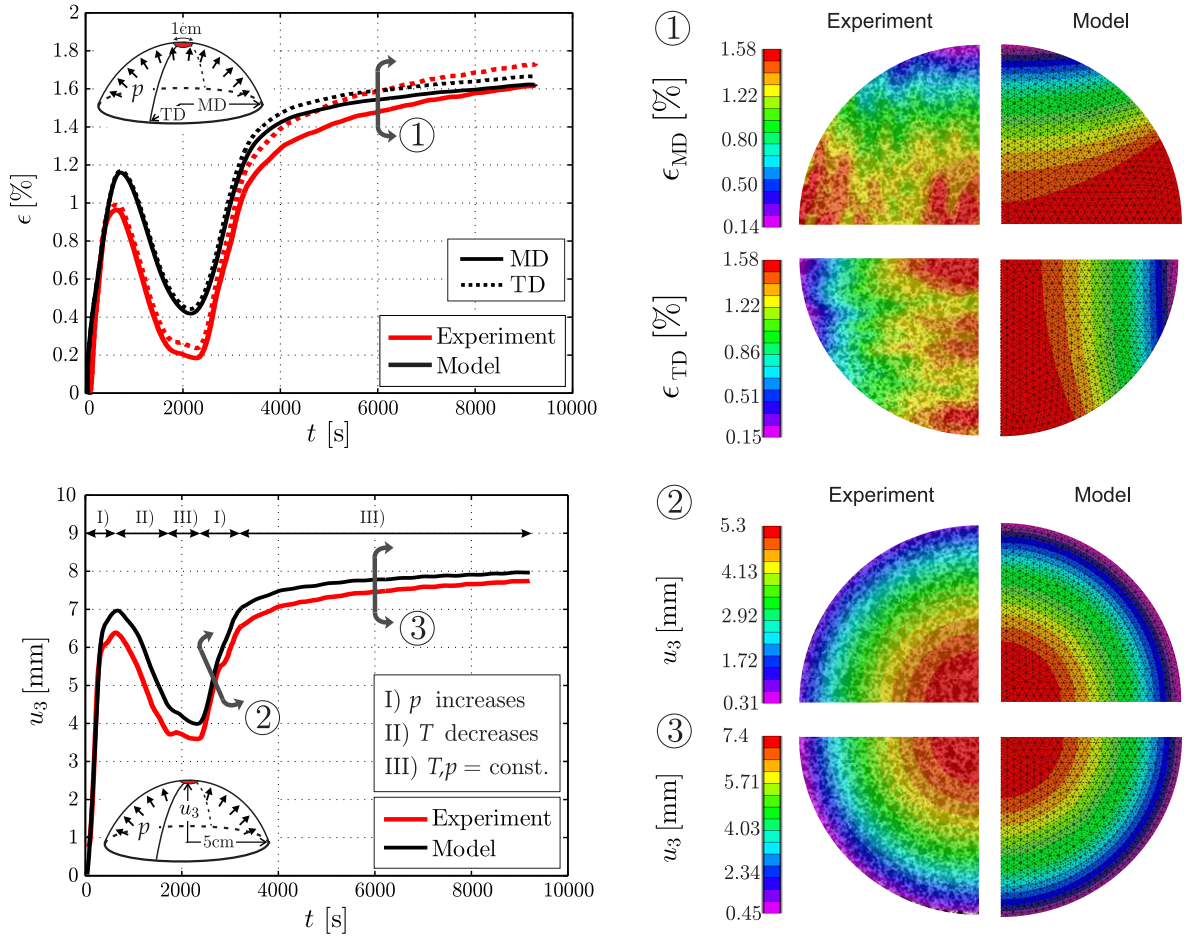 2
1.8
1.6
1.4
1.2
1
0.8
0.6
0.4
0.2
0
ϵ [%]
1cm
p
MD
TD
1
MD
TD
Experiment
Model
0 2000 4000 6000 8000 10000
t [s]
1
Experiment Model
ϵMD [%]
1.58
1.22
0.80
0.50
0.14
ϵTD [%]
1.58
1.22
0.86
0.51
0.15
10
9
8
7
6
5
4
3
2
1
0
u3 [mm]
I) II) III) I) III)
3
2
I) p increases
II) T decreases
III) T,p = const.
Experiment
Model
p
u3
5cm
0 2000 4000 6000 8000 10000
t [s]
2
Experiment Model
u3 [mm]
5.3
4.13
2.92
1.72
0.31
3
u3 [mm]
7.4
5.71
4.03
2.34
0.45